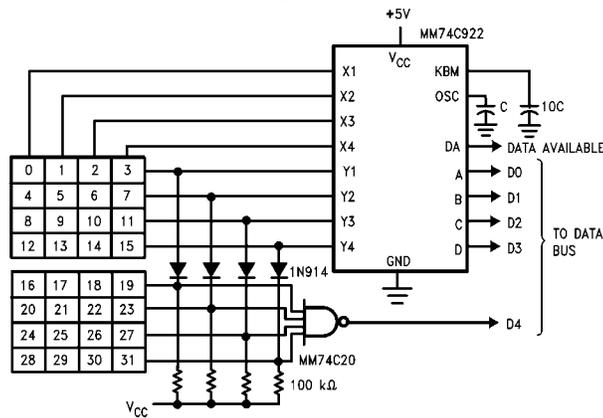 +5V
MM74C922
VCC
X1 KBM
X2 OSC C 10C
X3
X4 DA DATA AVAILABLE
0 1 2 3 Y1 A D0
4 5 6 7 Y2 B D1
8 9 10 11 Y3 C D2
12 13 14 15 Y4 D D3
TO DATA
BUS
GND
1N914
16 17 18 19
20 21 22 23
24 25 26 27
28 29 30 31
D4
MM74C20
100 kΩ
VCC